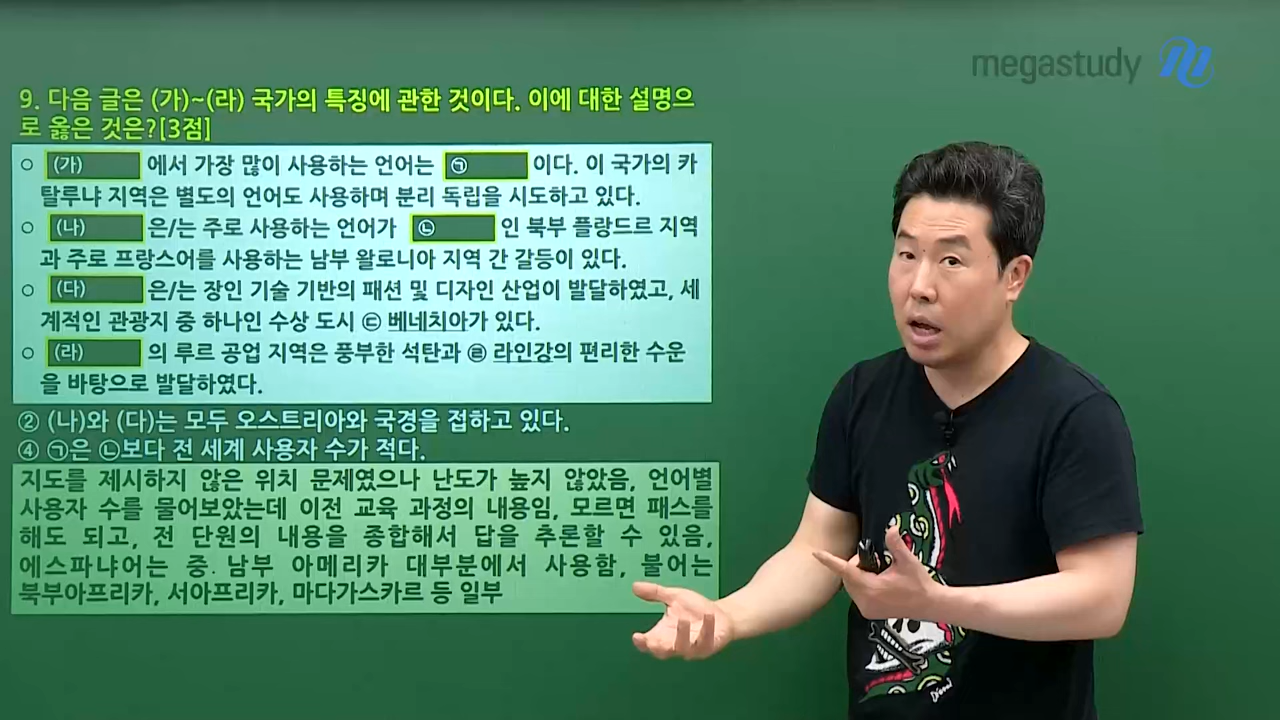 megastudy
9. 다음 글은 (가)~(라) 국가의 특징에 관한 것이다. 이에 대한 설명으
로 옳은 것은?[3점]
○ (가) 에서 가장 많이 사용하는 언어는 ㉠ 이다. 이 국가의 카
탈루냐 지역은 별도의 언어도 사용하며 분리 독립을 시도하고 있다.
○ (나) 은/는 주로 사용하는 언어가 ㉡ 인 북부 플랑드르 지역
과 주로 프랑스어를 사용하는 남부 왈로니아 지역 간 갈등이 있다.
○ (다) 은/는 장인 기술 기반의 패션 및 디자인 산업이 발달하였고, 세
계적인 관광지 중 하나인 수상 도시 ㉢ 베네치아가 있다.
○ (라) 의 루르 공업 지역은 풍부한 석탄과 ㉣ 라인강의 편리한 수운
을 바탕으로 발달하였다.
② (나)와 (다)는 모두 오스트리아와 국경을 접하고 있다.
④ ㉠은 ㉡보다 전 세계 사용자 수가 적다.
지도를 제시하지 않은 위치 문제였으나 난도가 높지 않았음, 언어별
사용자 수를 물어보았는데 이전 교육 과정의 내용임, 모르면 패스를
해도 되고, 전 단원의 내용을 종합해서 답을 추론할 수 있음,
에스파냐어는 중·남부 아메리카 대부분에서 사용함, 불어는
북부아프리카, 서아프리카, 마다가스카르 등 일부